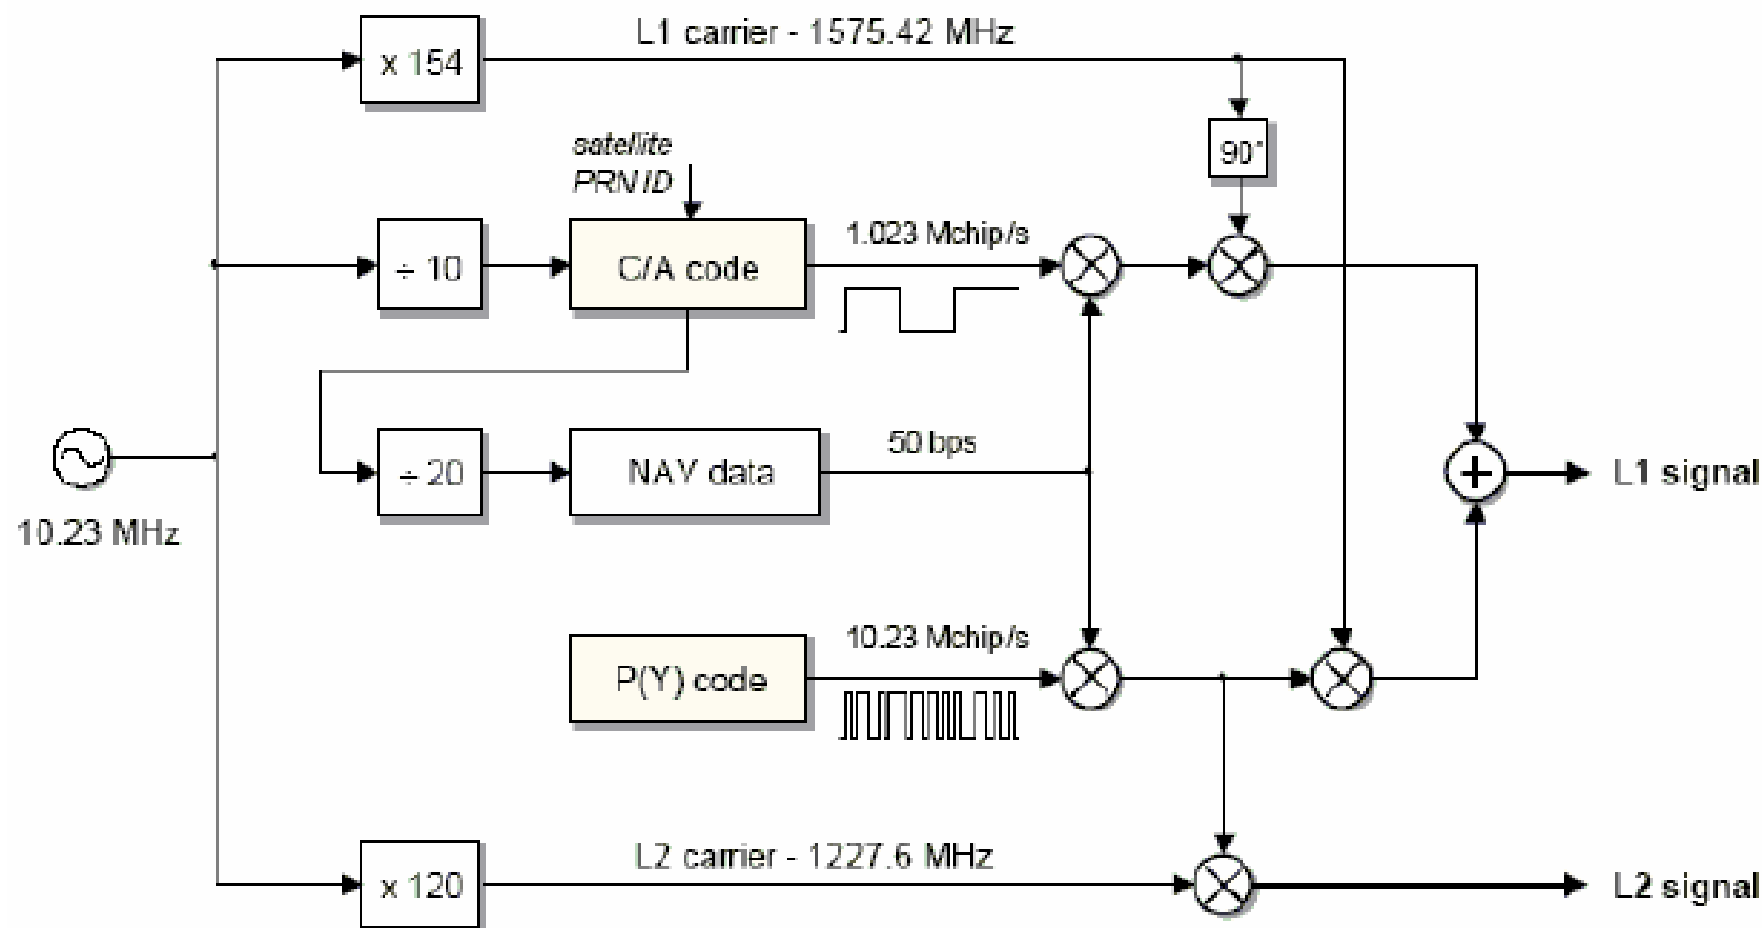 L1 carrier - 1575.42 MHz
x 154
satellite
PRN ID
90°
1.023 Mchip/s
÷ 10
C/A code
50 bps
÷ 20
NAV data
L1 signal
10.23 MHz
10.23 Mchip/s
P(Y) code
L2 carrier - 1227.6 MHz
x 120
L2 signal